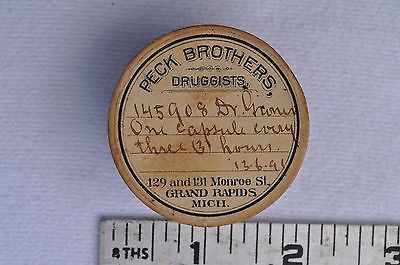 PECK BROTHERS,
DRUGGISTS,
145908 Dr.
One capsule every
three (3) hours.
13.6.91
129 and 131 Monroe St.
GRAND RAPIDS
MICH.
8THS 1 2 3